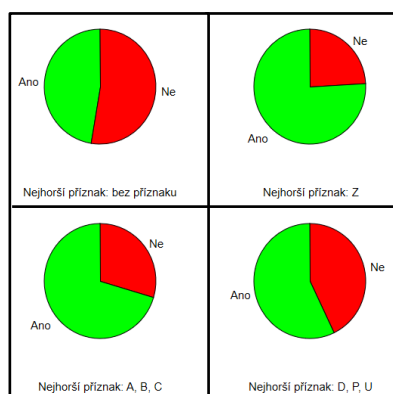 Ano
Ne
Nejhorší příznak: bez příznaku
Ne
Ano
Nejhorší příznak: Z
Ne
Ano
Nejhorší příznak: A, B, C
Ne
Ano
Nejhorší příznak: D, P, U